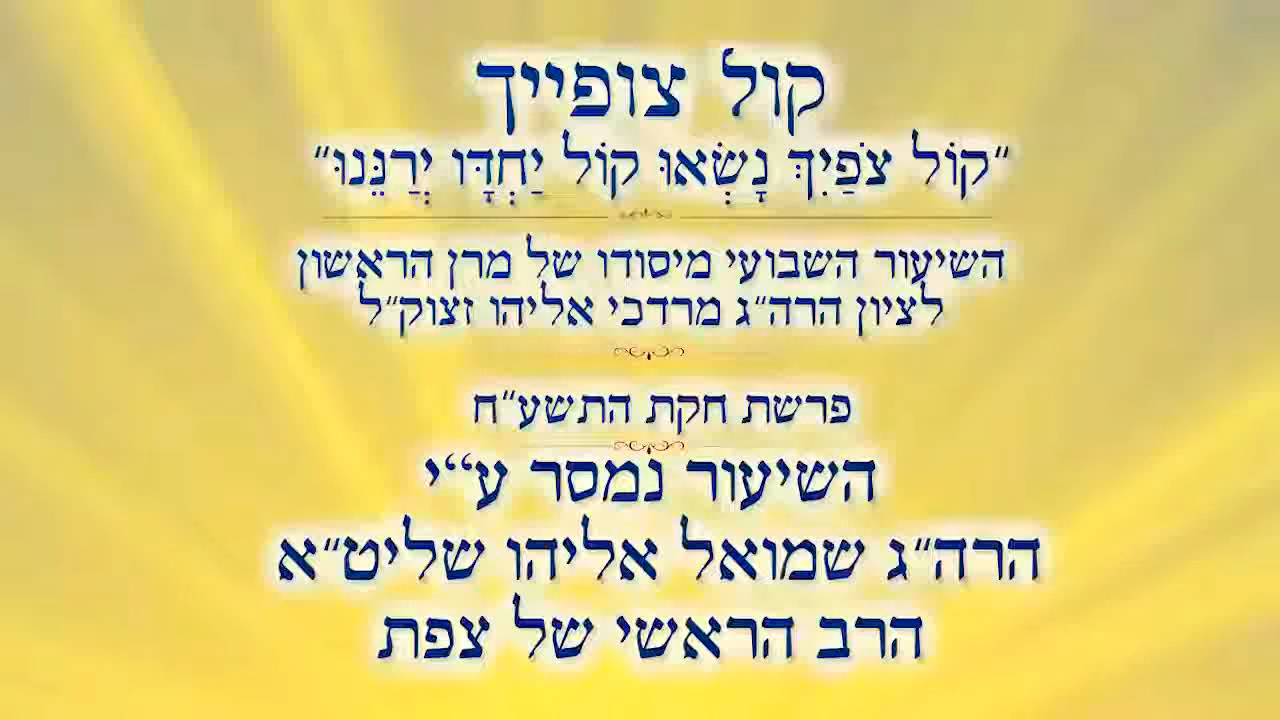 קול צופייך
"קוֹל צֹפַיִךְ נָשְׂאוּ קוֹל יַחְדָּו יְרַנֵּנוּ"
השיעור השבועי מיסודו של מרן הראשון
לציון הרה"ג מרדכי אליהו זצוק"ל
פרשת חקת התשע"ח
השיעור נמסר ע"י
הרה"ג שמואל אליהו שליט"א
הרב הראשי של צפת